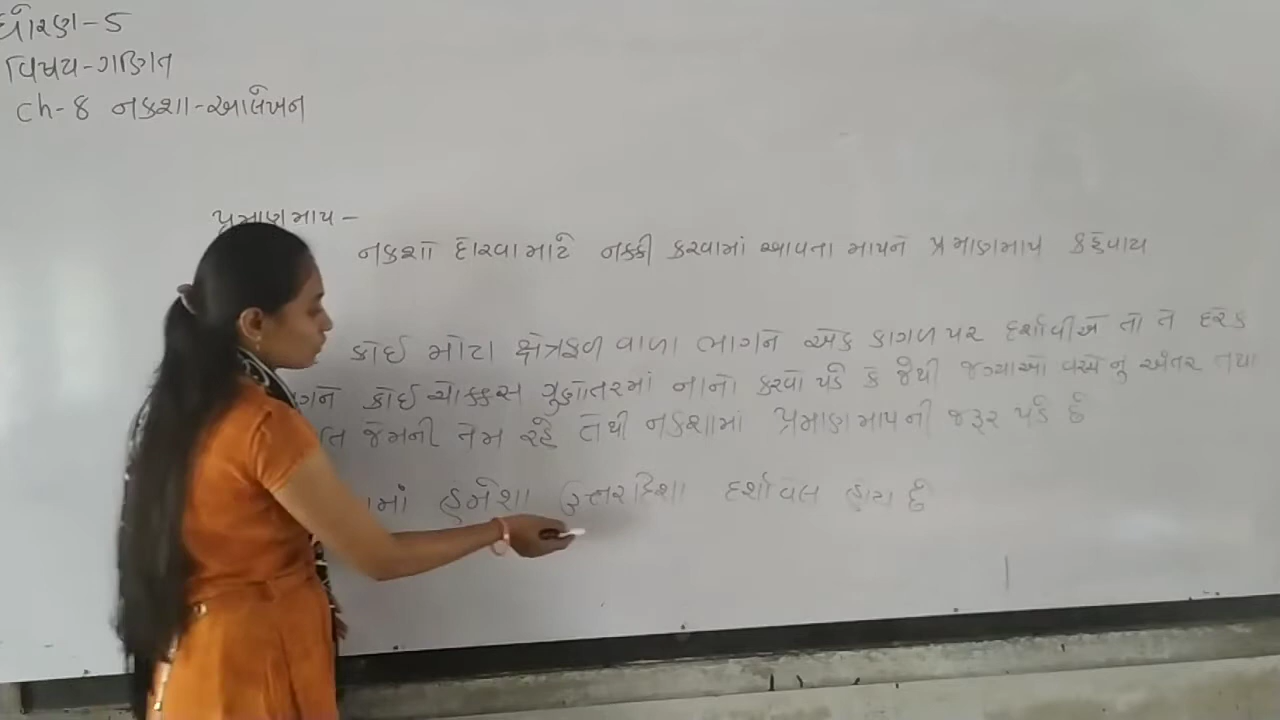 ધોરણ-5
વિષય-ગણિત
ch-8 નકશા-આલેખન
પ્રમાણમાપ-
નકશો દોરવા માટે નક્કી કરવામાં આવતા માપને પ્રમાણમાપ કહેવાય
કોઈ મોટા ક્ષેત્રફળ વાળા ભાગને એક કાગળ પર દર્શાવીએ તો તે દરેક
કોઈ ચોક્કસ ગુણોતરમાં નાનો કરવો પડે કે જેથી જગ્યાઓ વચ્ચેનું અંતર તથા
જેમની તેમ રહે તેથી નકશામાં પ્રમાણમાપની જરૂર પડે છે
હંમેશા ઉત્તરદિશા દર્શાવેલ હોય છે